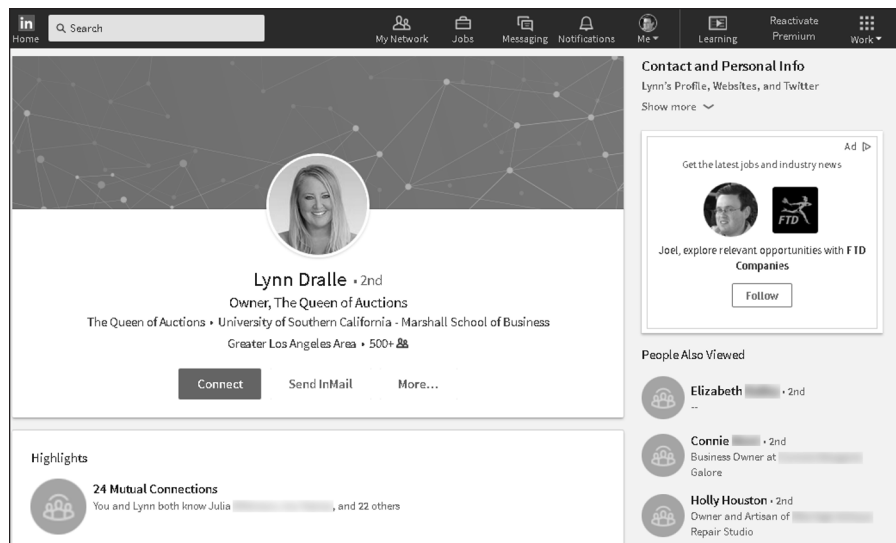 in
Home
Search
My Network
Jobs
Messaging
Notifications
Me
Learning
Reactivate
Premium
Work
Lynn Dralle • 2nd
Owner, The Queen of Auctions
The Queen of Auctions • University of Southern California - Marshall School of Business
Greater Los Angeles Area • 500+
Connect
Send InMail
More...
Highlights
24 Mutual Connections
You and Lynn both know Julia , and 22 others
Contact and Personal Info
Lynn's Profile, Websites, and Twitter
Show more
Ad
Get the latest jobs and industry news
FTD
Joel, explore relevant opportunities with FTD
Companies
Follow
People Also Viewed
Elizabeth • 2nd
--
Connie • 2nd
Business Owner at
Galore
Holly Houston • 2nd
Owner and Artisan of
Repair Studio